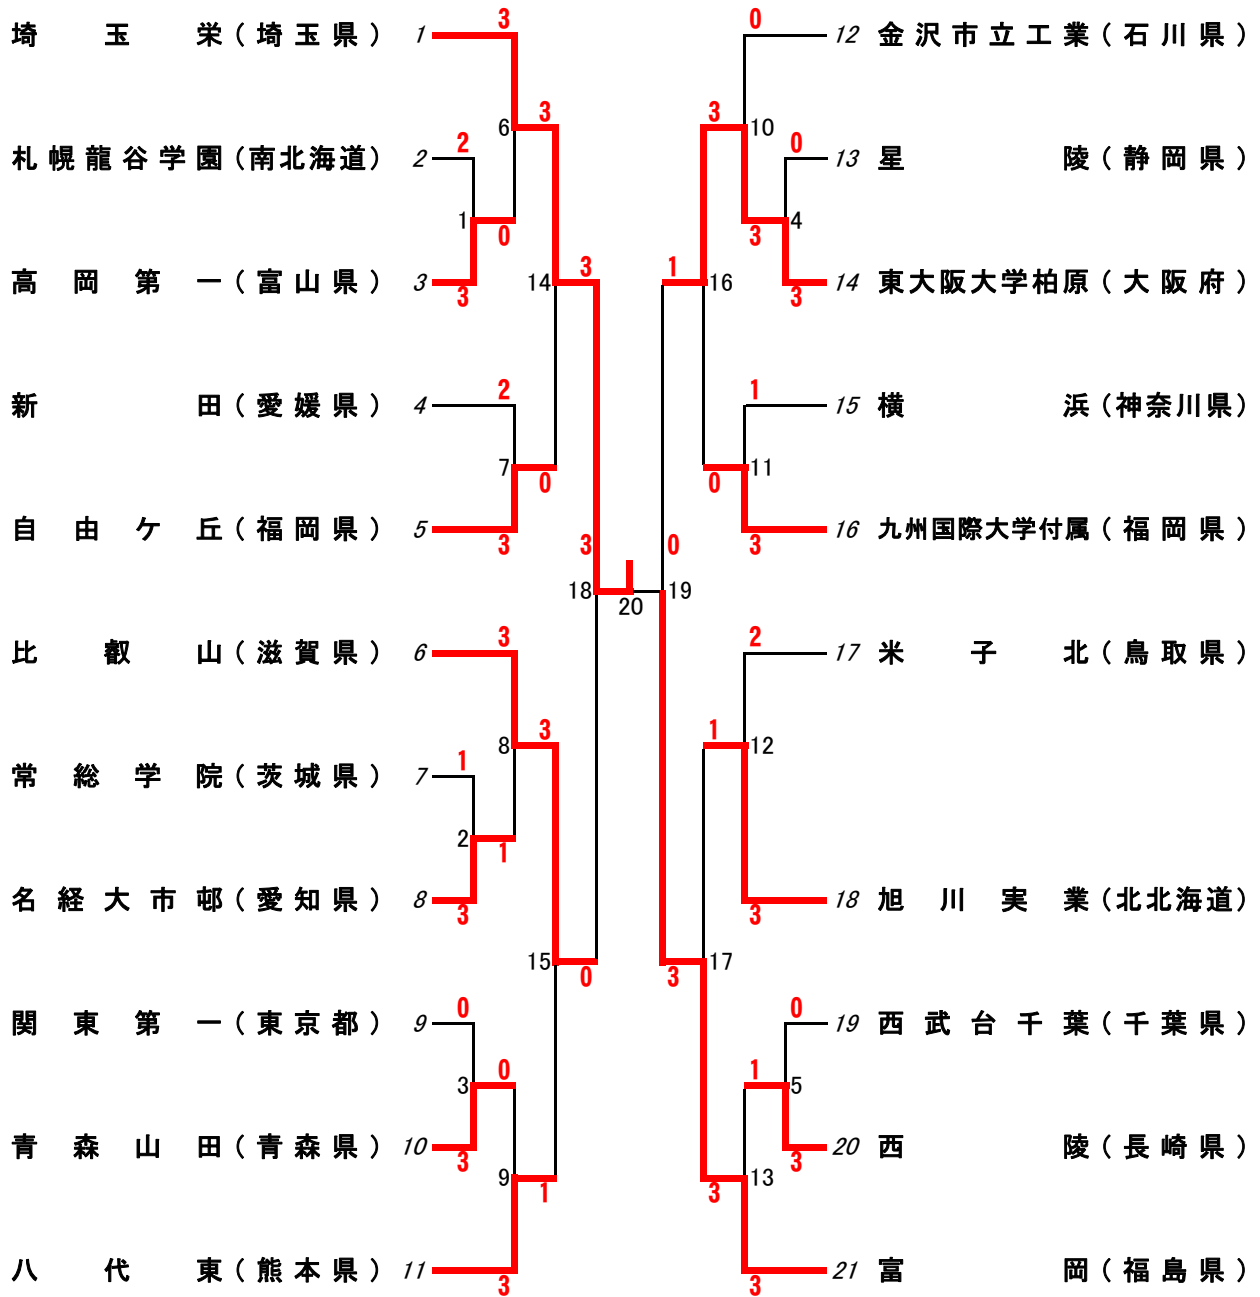 3 0
埼玉栄(埼玉県) 1 12 金沢市立工業(石川県)
3 3
6 10
2 0
札幌龍谷学園(南北海道) 2 13 星陵(静岡県)
1 4
0 3
3 1
高岡第一(富山県) 3 14 16 14 東大阪大学柏原(大阪府)
3 3
2 1
新田(愛媛県) 4 15 横浜(神奈川県)
7 11
0 0
自由ケ丘(福岡県) 5 16 九州国際大学付属(福岡県)
3 3 0 3
18 19
20
3 2
比叡山(滋賀県) 6 17 米子北(鳥取県)
3 1
8 12
1
常総学院(茨城県) 7
2
1
名経大市邨(愛知県) 8 18 旭川実業(北北海道)
3 3
15 17
0 3
0 0
関東第一(東京都) 9 19 西武台千葉(千葉県)
0 1
3 5
青森山田(青森県) 10 20 西陵(長崎県)
3 3
9 13
1 3
八代東(熊本県) 11 21 富岡(福島県)
3 3